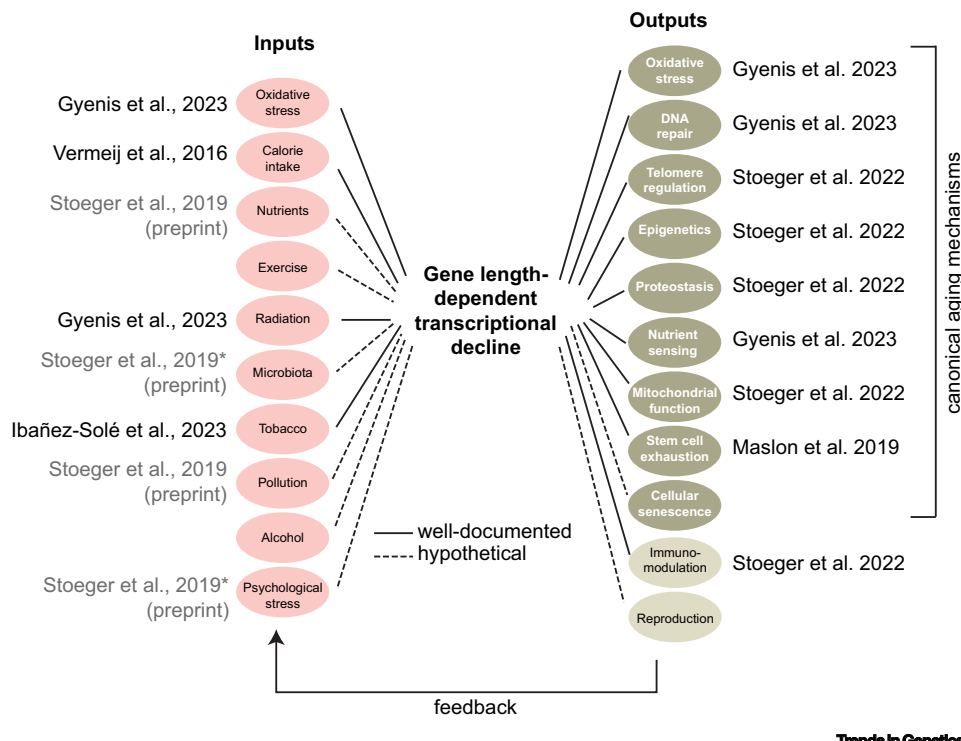 Inputs
Gyenis et al., 2023
Oxidative
stress
Vermeij et al., 2016
Calorie
intake
Stoeger et al., 2019
(preprint)
Nutrients
Exercise
Gyenis et al., 2023
Radiation
Stoeger et al., 2019*
(preprint)
Microbiota
Ibañez-Solé et al., 2023
Tobacco
Stoeger et al., 2019
(preprint)
Pollution
Alcohol
Stoeger et al., 2019*
(preprint)
Psychological
stress
Gene length-
dependent
transcriptional
decline
well-documented
hypothetical
Outputs
Oxidative
stress
Gyenis et al. 2023
DNA
repair
Gyenis et al. 2023
Telomere
regulation
Stoeger et al. 2022
Epigenetics
Stoeger et al. 2022
Proteostasis
Stoeger et al. 2022
Nutrient
sensing
Gyenis et al. 2023
Mitochondrial
function
Stoeger et al. 2022
Stem cell
exhaustion
Maslon et al. 2019
Cellular
senescence
Immuno-
modulation
Stoeger et al. 2022
Reproduction
canonical aging mechanisms
feedback
Trends in Genetics